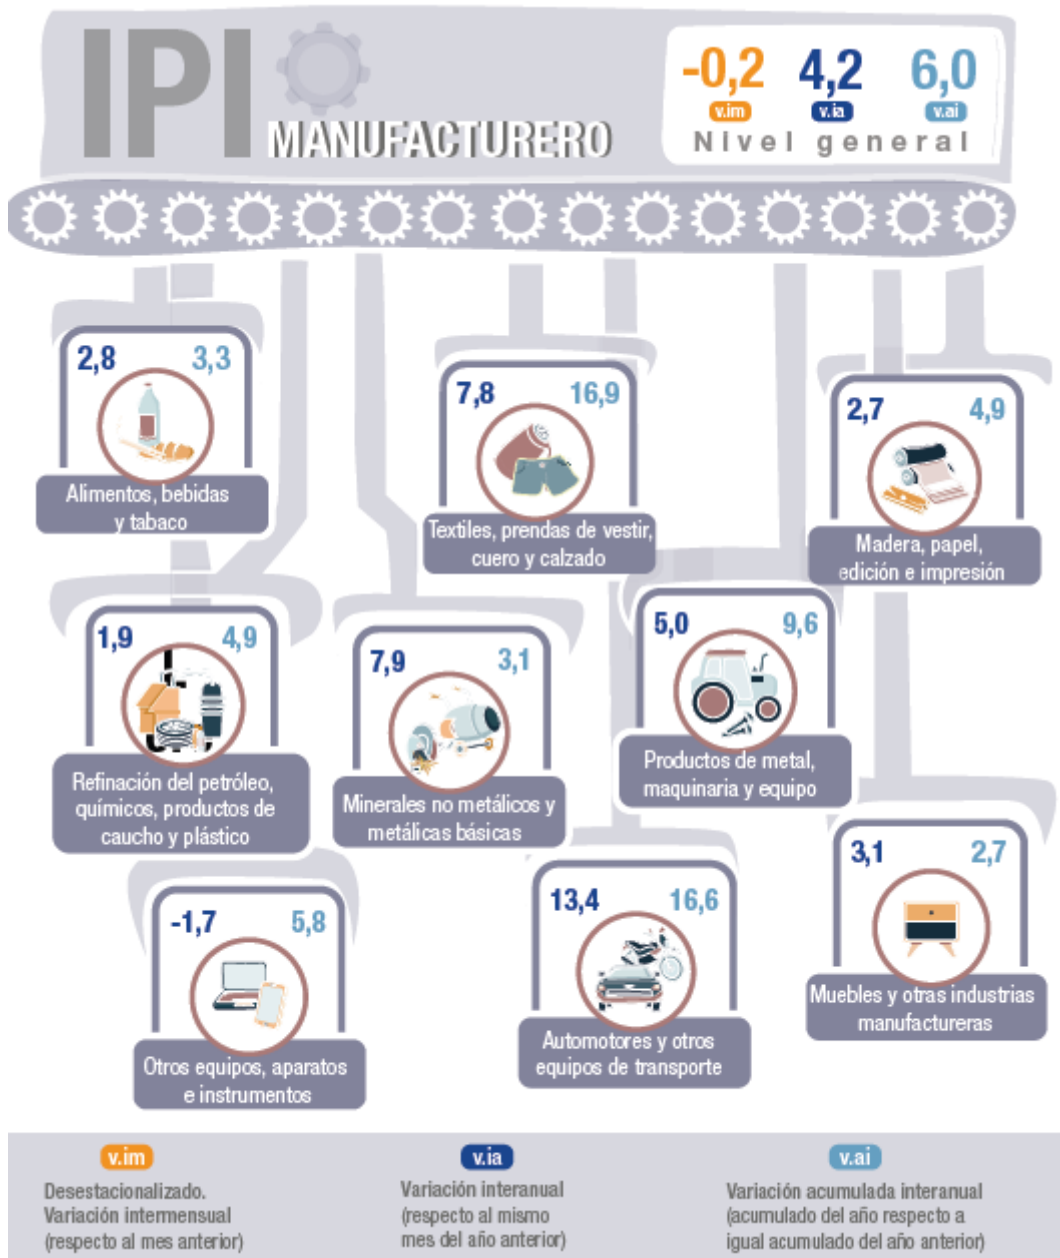 IPI
MANUFACTURERO
-0,2 4,2 6,0
v.im v.ia v.ai
Nivel general
2,8 3,3
Alimentos, bebidas
y tabaco
7,8 16,9
Textiles, prendas de vestir,
cuero y calzado
2,7 4,9
Madera, papel,
edición e impresión
1,9 4,9
Refinación del petróleo,
químicos, productos de
caucho y plástico
7,9 3,1
Minerales no metálicos y
metálicas básicas
5,0 9,6
Productos de metal,
maquinaria y equipo
-1,7 5,8
Otros equipos, aparatos
e instrumentos
13,4 16,6
Automotores y otros
equipos de transporte
3,1 2,7
Muebles y otras industrias
manufactureras
v.im
Desestacionalizado.
Variación intermensual
(respecto al mes anterior)
v.ia
Variación interanual
(respecto al mismo
mes del año anterior)
v.ai
Variación acumulada interanual
(acumulado del año respecto a
igual acumulado del año anterior)